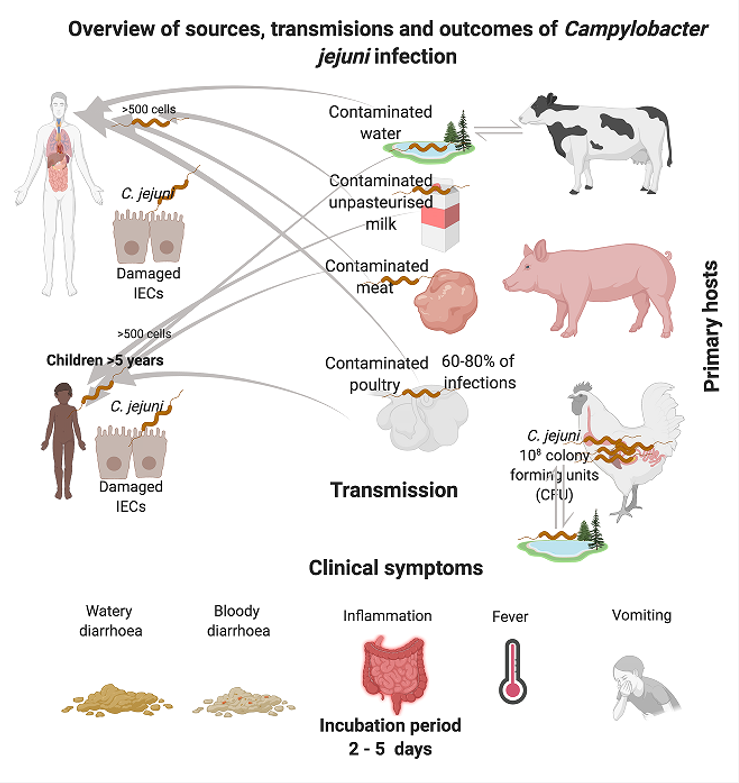 Overview of sources, transmisions and outcomes of Campylobacter
jejuni infection
>500 cells
C. jejuni
Damaged
IECs
Contaminated
water
Contaminated
unpasteurised
milk
Contaminated
meat
>500 cells
Children >5 years
C. jejuni
Damaged
IECs
Contaminated
poultry
60-80% of
infections
Primary hosts
C. jejuni
10⁸ colony
forming units
(CFU)
Transmission
Clinical symptoms
Watery
diarrhoea
Bloody
diarrhoea
Inflammation
Fever
Vomiting
Incubation period
2 - 5 days